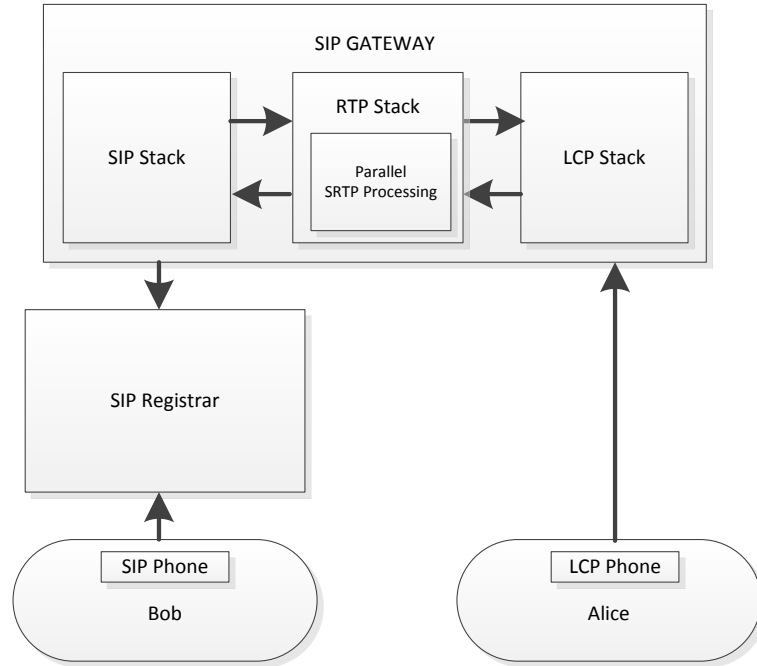 SIP GATEWAY
SIP Stack
RTP Stack
Parallel
SRTP Processing
LCP Stack
SIP Registrar
SIP Phone
Bob
LCP Phone
Alice